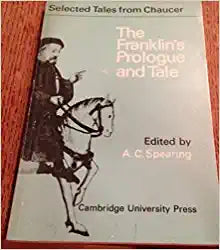 Selected Tales from Chaucer
The
Franklin's
Prologue
and Tale
Edited by
A. C. Spearing
Cambridge University Press